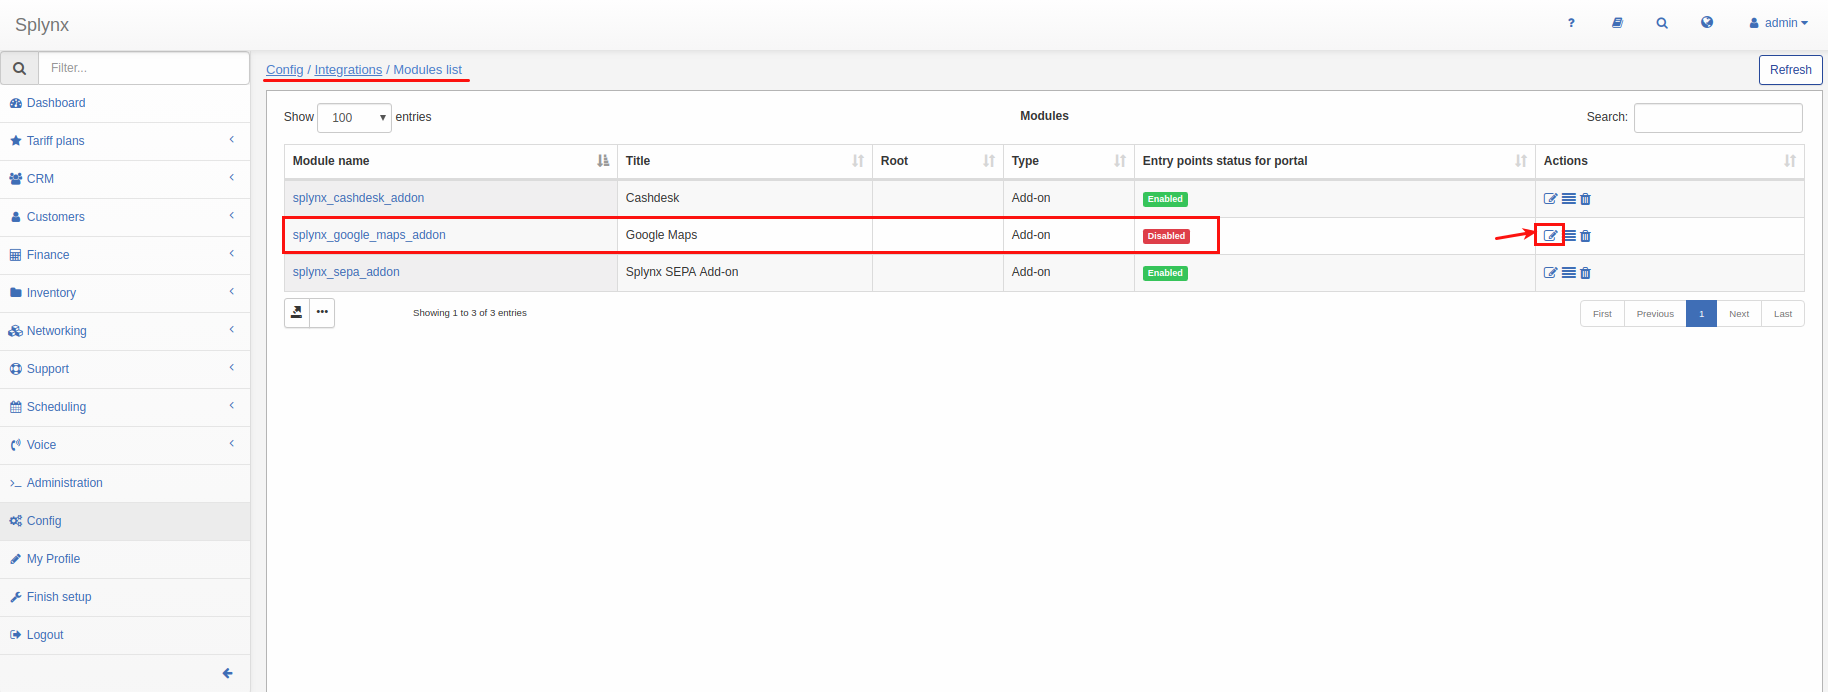 Splynx
? admin
Filter...
Config / Integrations / Modules list
Refresh
Dashboard
Tariff plans
CRM
Customers
Finance
Inventory
Networking
Support
Scheduling
Voice
Administration
Config
My Profile
Finish setup
Logout
Show 100 entries
Modules
Search:
Module name Title Root Type Entry points status for portal Actions
splynx_cashdesk_addon Cashdesk Add-on Enabled
splynx_google_maps_addon Google Maps Add-on Disabled
splynx_sepa_addon Splynx SEPA Add-on Add-on Enabled
Showing 1 to 3 of 3 entries
First Previous 1 Next Last